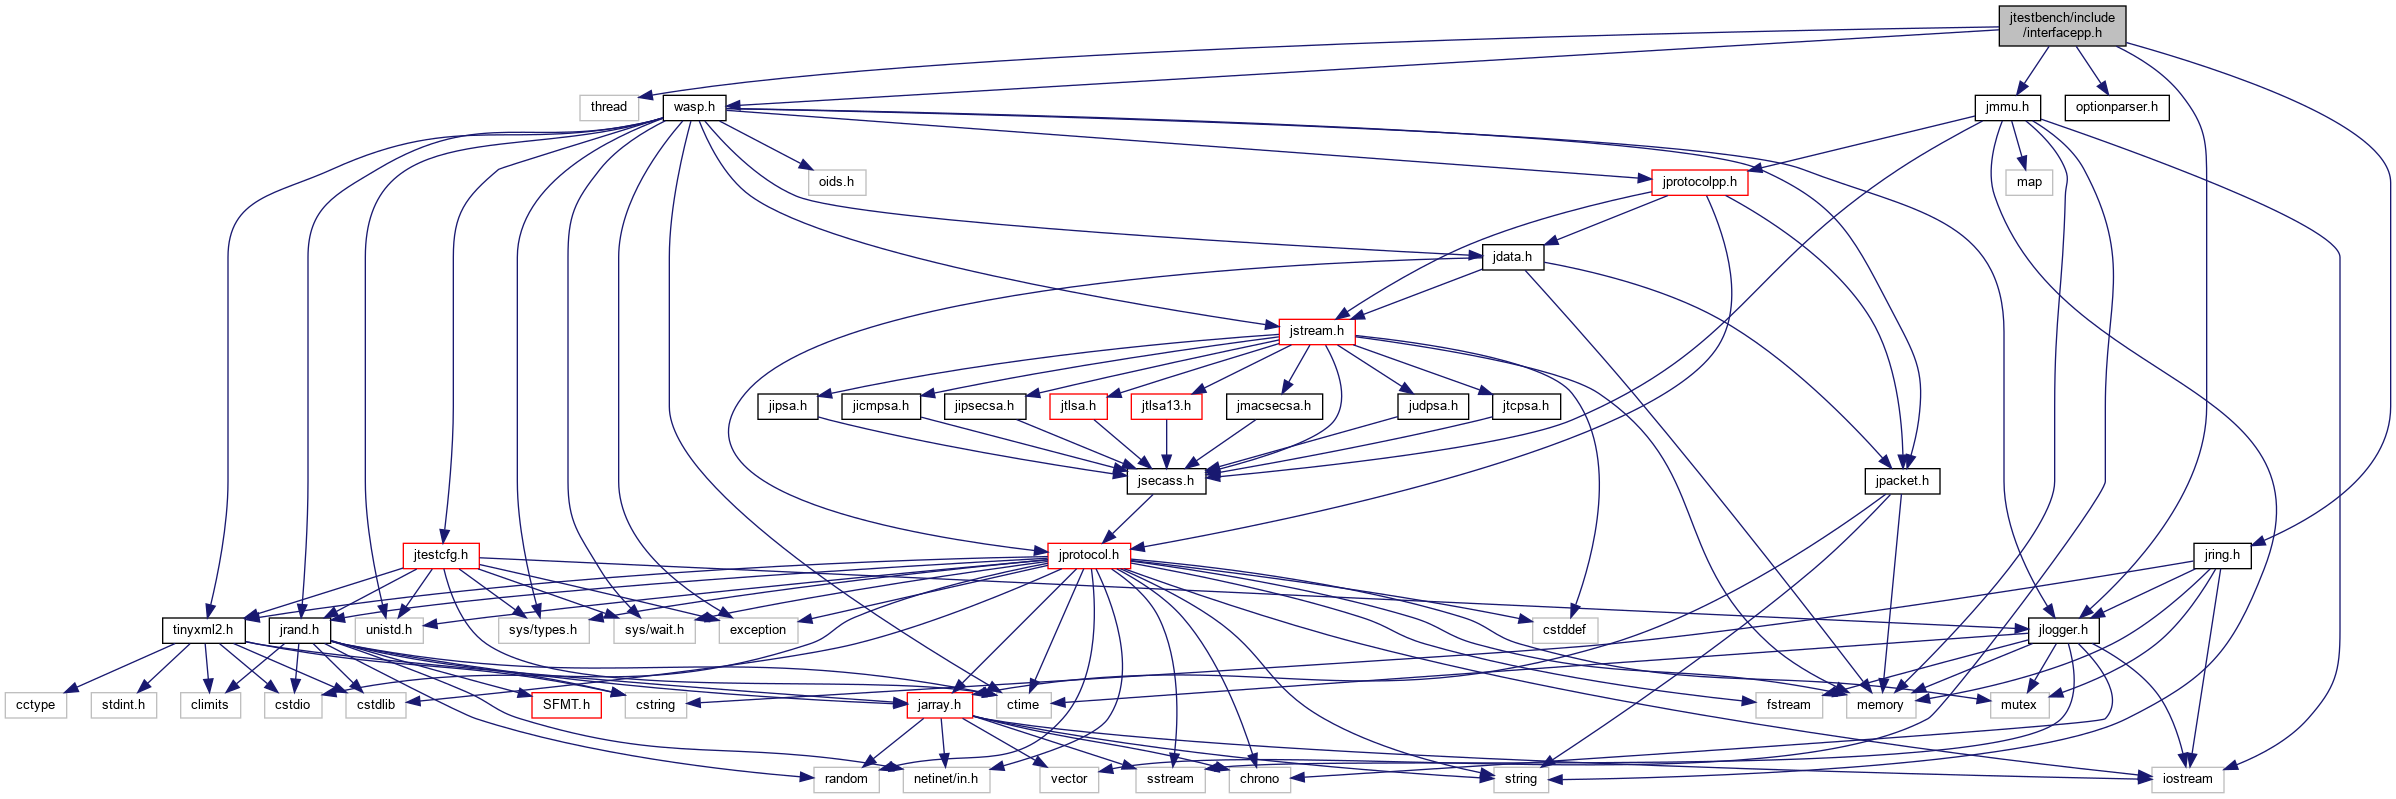 jtestbench/include
/interfacepp.h
thread
wasp.h
jmmu.h
optionparser.h
oids.h
jprotocolpp.h
map
jdata.h
jstream.h
jipsa.h
jicmpsa.h
jipsecsa.h
jtlsa.h
jtlsa13.h
jmacsecsa.h
judpsa.h
jtcpsa.h
jsecass.h
jpacket.h
jtestcfg.h
jprotocol.h
jring.h
tinyxml2.h
jrand.h
unistd.h
sys/types.h
sys/wait.h
exception
cstddef
jlogger.h
cctype
stdint.h
climits
cstdio
cstdlib
SFMT.h
cstring
jarray.h
ctime
fstream
memory
mutex
random
netinet/in.h
vector
sstream
chrono
string
iostream